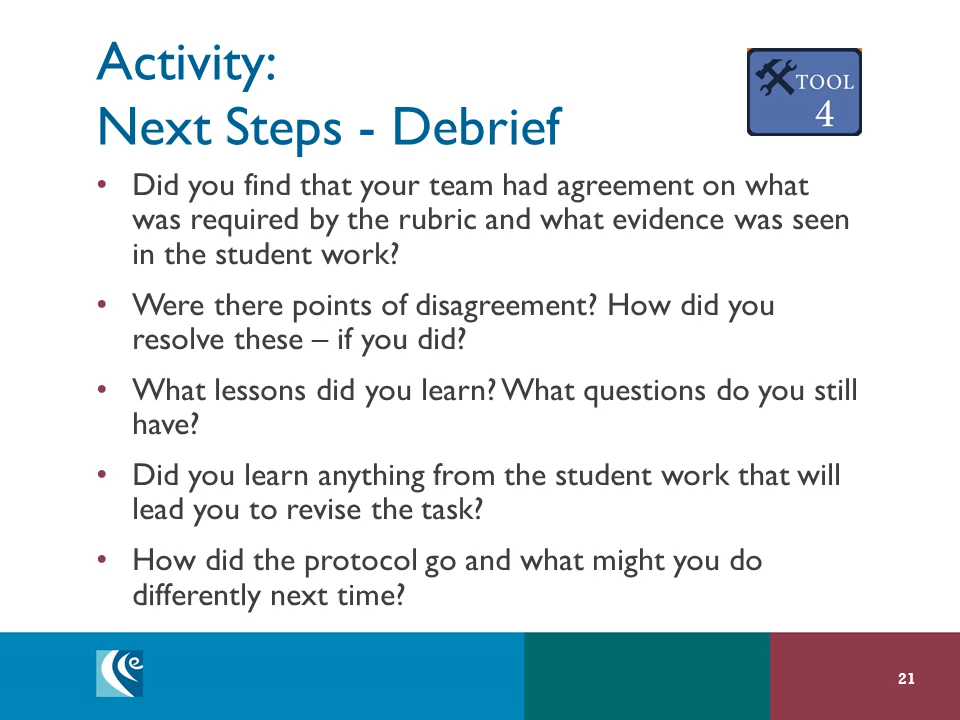 Activity:
Next Steps - Debrief
TOOL
4
• Did you find that your team had agreement on what
was required by the rubric and what evidence was seen
in the student work?
• Were there points of disagreement? How did you
resolve these – if you did?
• What lessons did you learn? What questions do you still
have?
• Did you learn anything from the student work that will
lead you to revise the task?
• How did the protocol go and what might you do
differently next time?
e
21